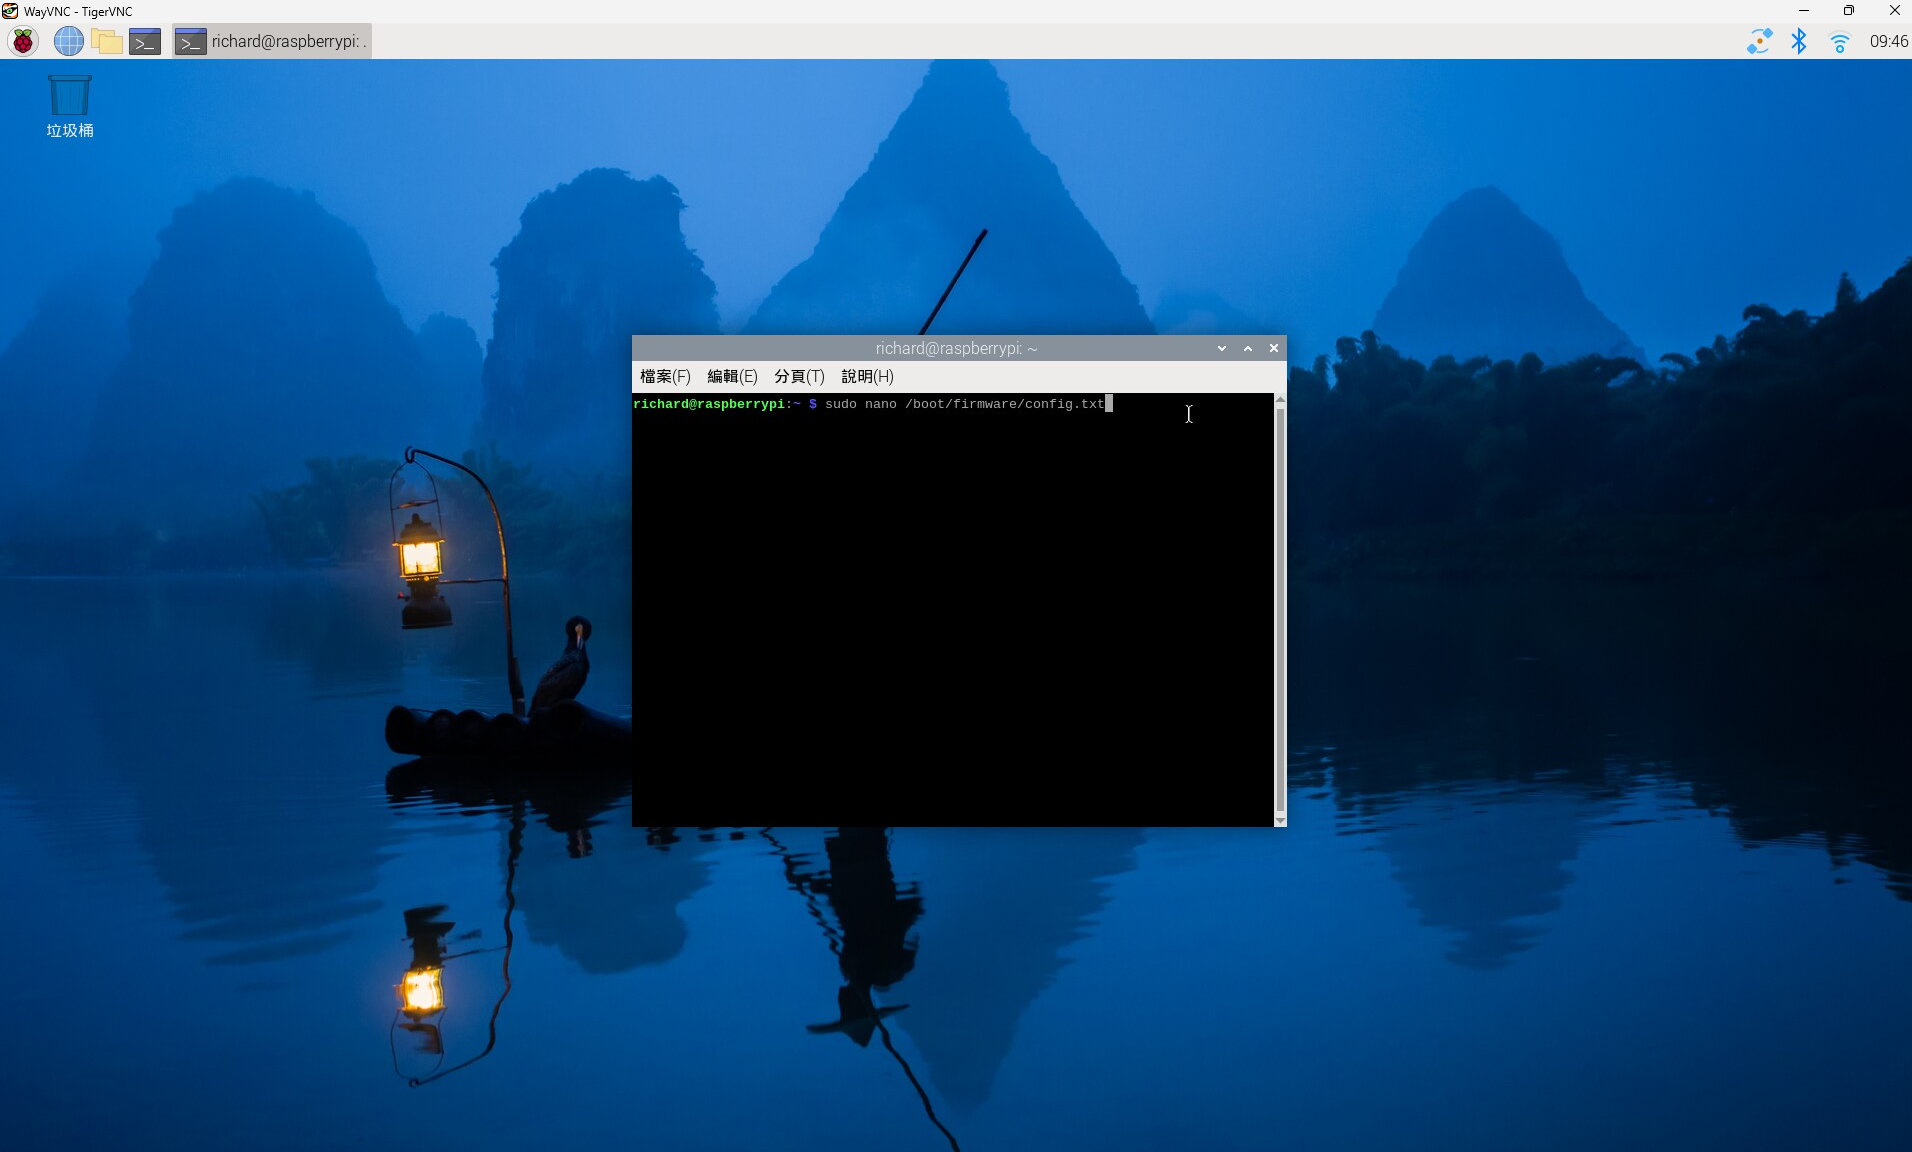 WayVNC - TigerVNC
richard@raspberrypi: .
09:46
垃圾桶
richard@raspberrypi: ~
檔案(F) 編輯(E) 分頁(T) 說明(H)
richard@raspberrypi:~ $ sudo nano /boot/firmware/config.txt